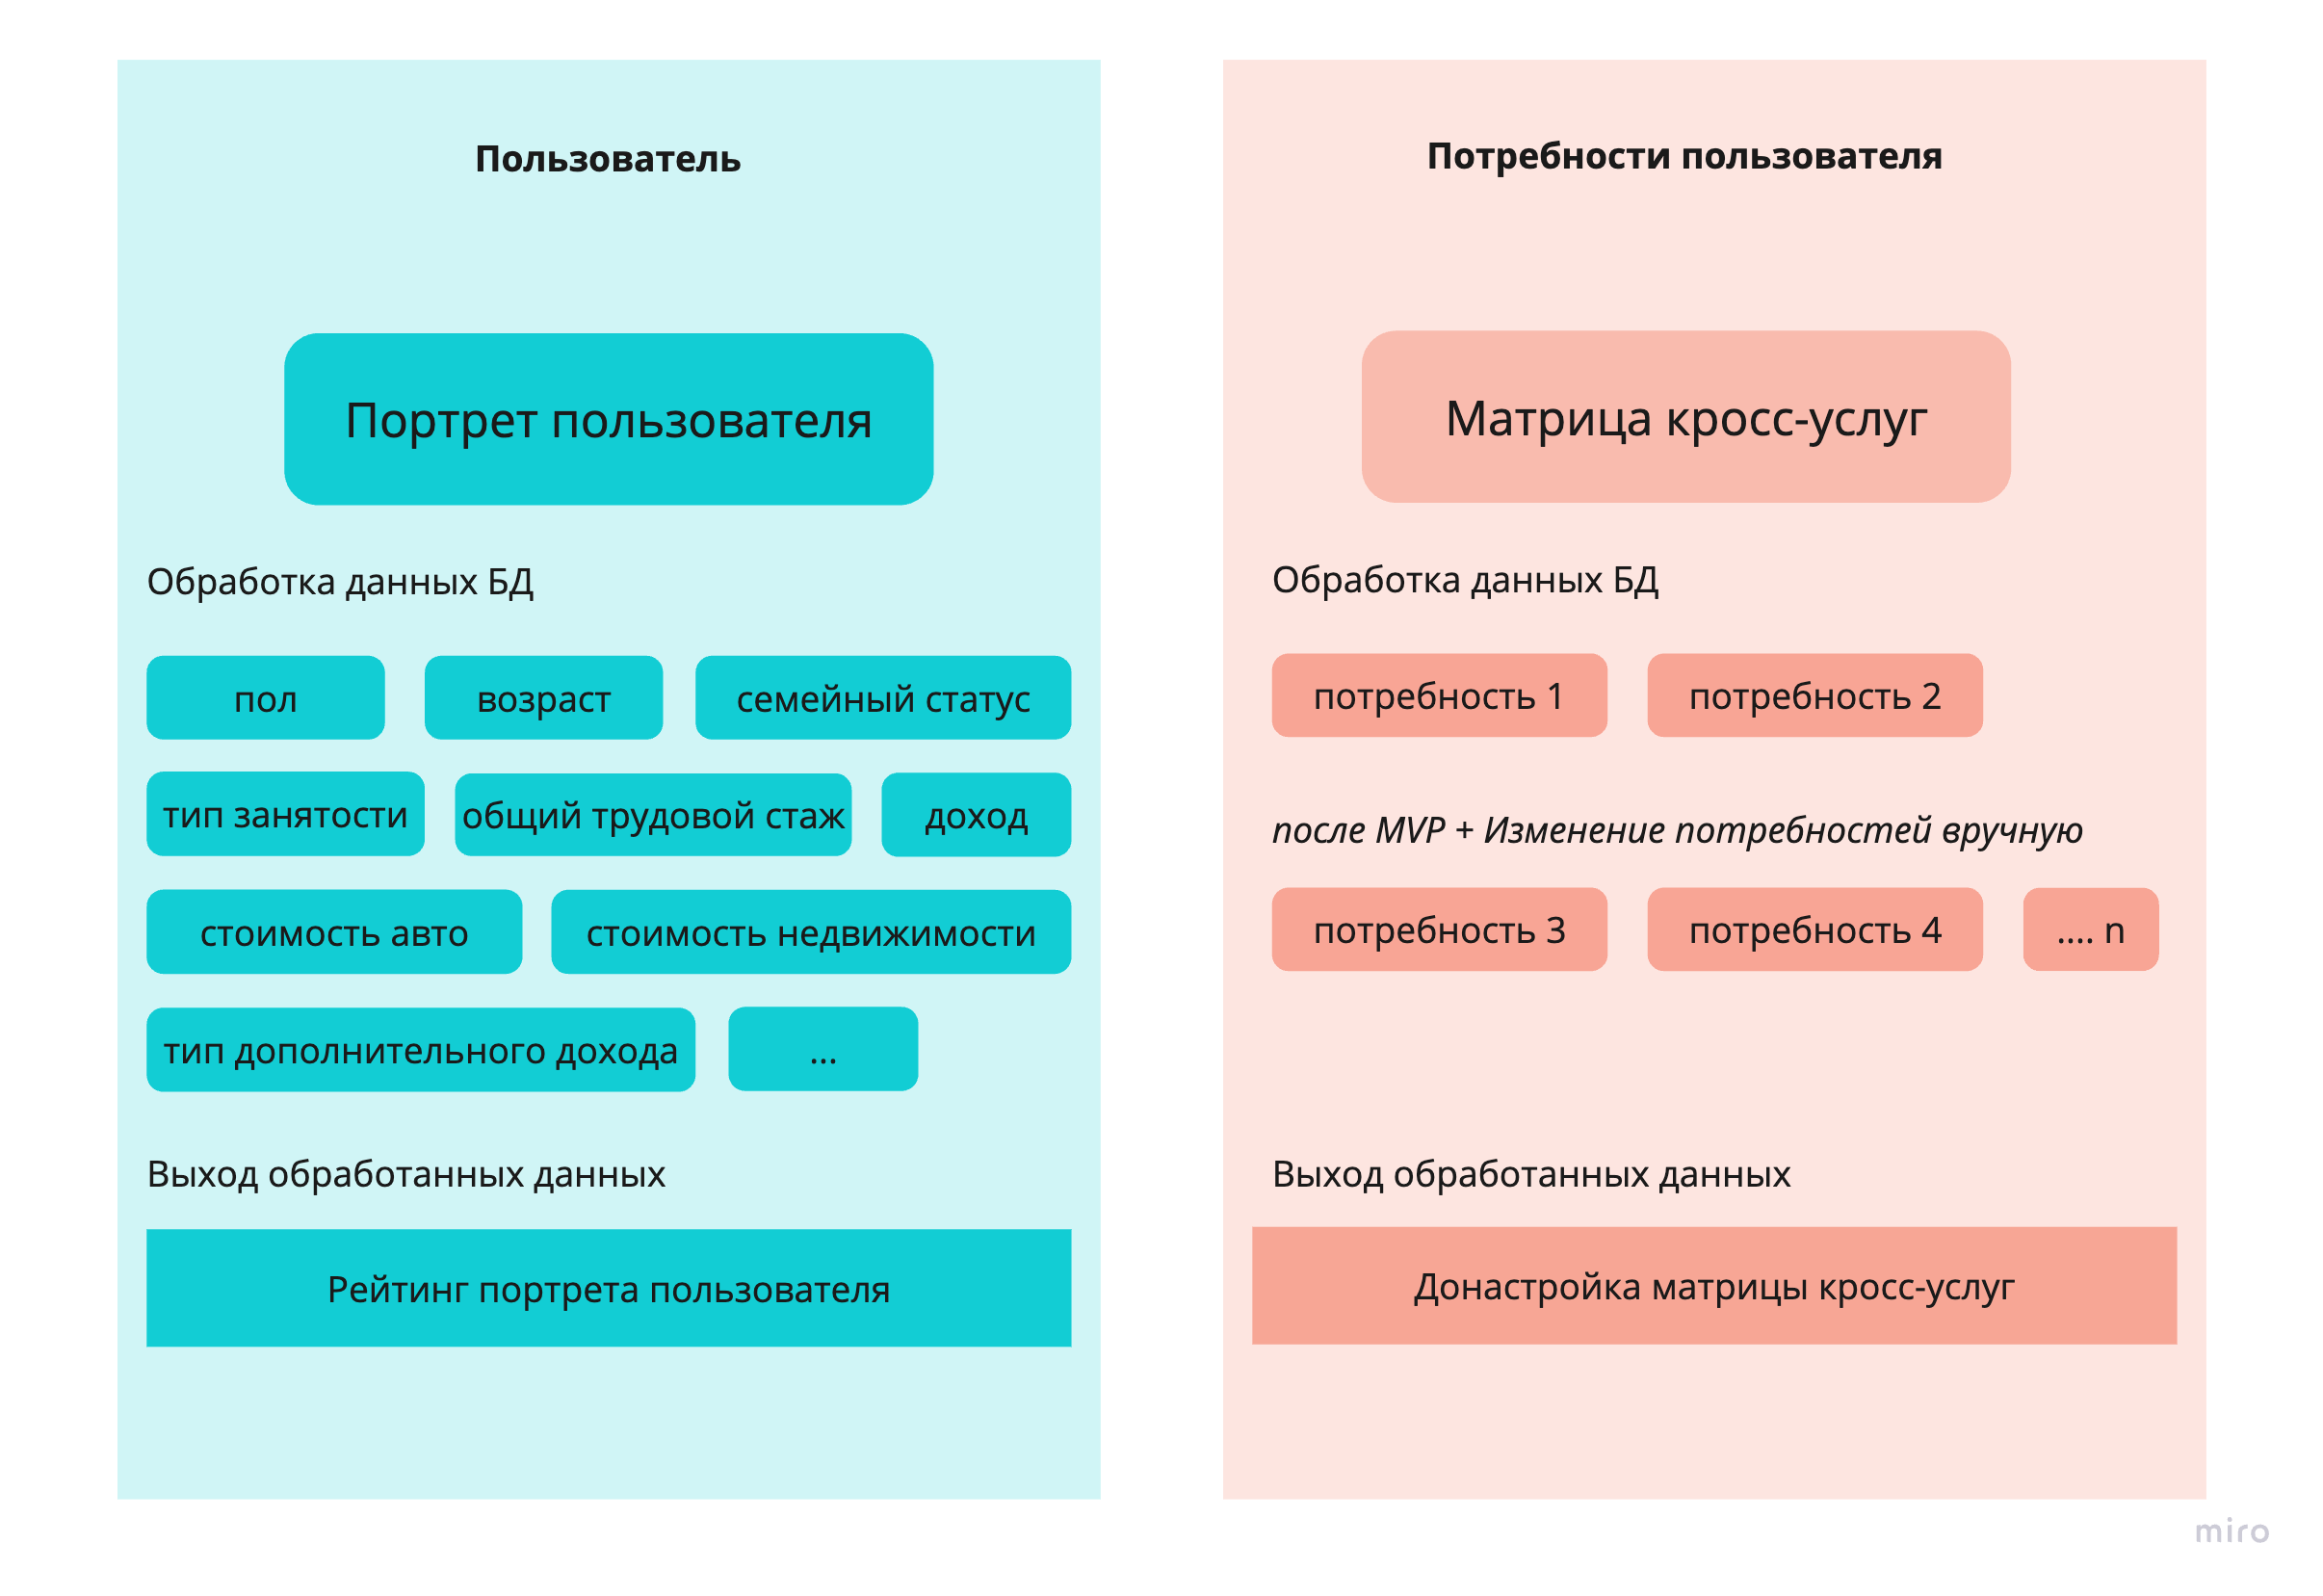 Пользователь
Портрет пользователя
Обработка данных БД
пол
возраст
семейный статус
тип занятости
общий трудовой стаж
доход
стоимость авто
стоимость недвижимости
тип дополнительного дохода
...
Выход обработанных данных
Рейтинг портрета пользователя
Потребности пользователя
Матрица кросс-услуг
Обработка данных БД
потребность 1
потребность 2
после MVP + Изменение потребностей вручную
потребность 3
потребность 4
.... n
Выход обработанных данных
Донастройка матрицы кросс-услуг
miro